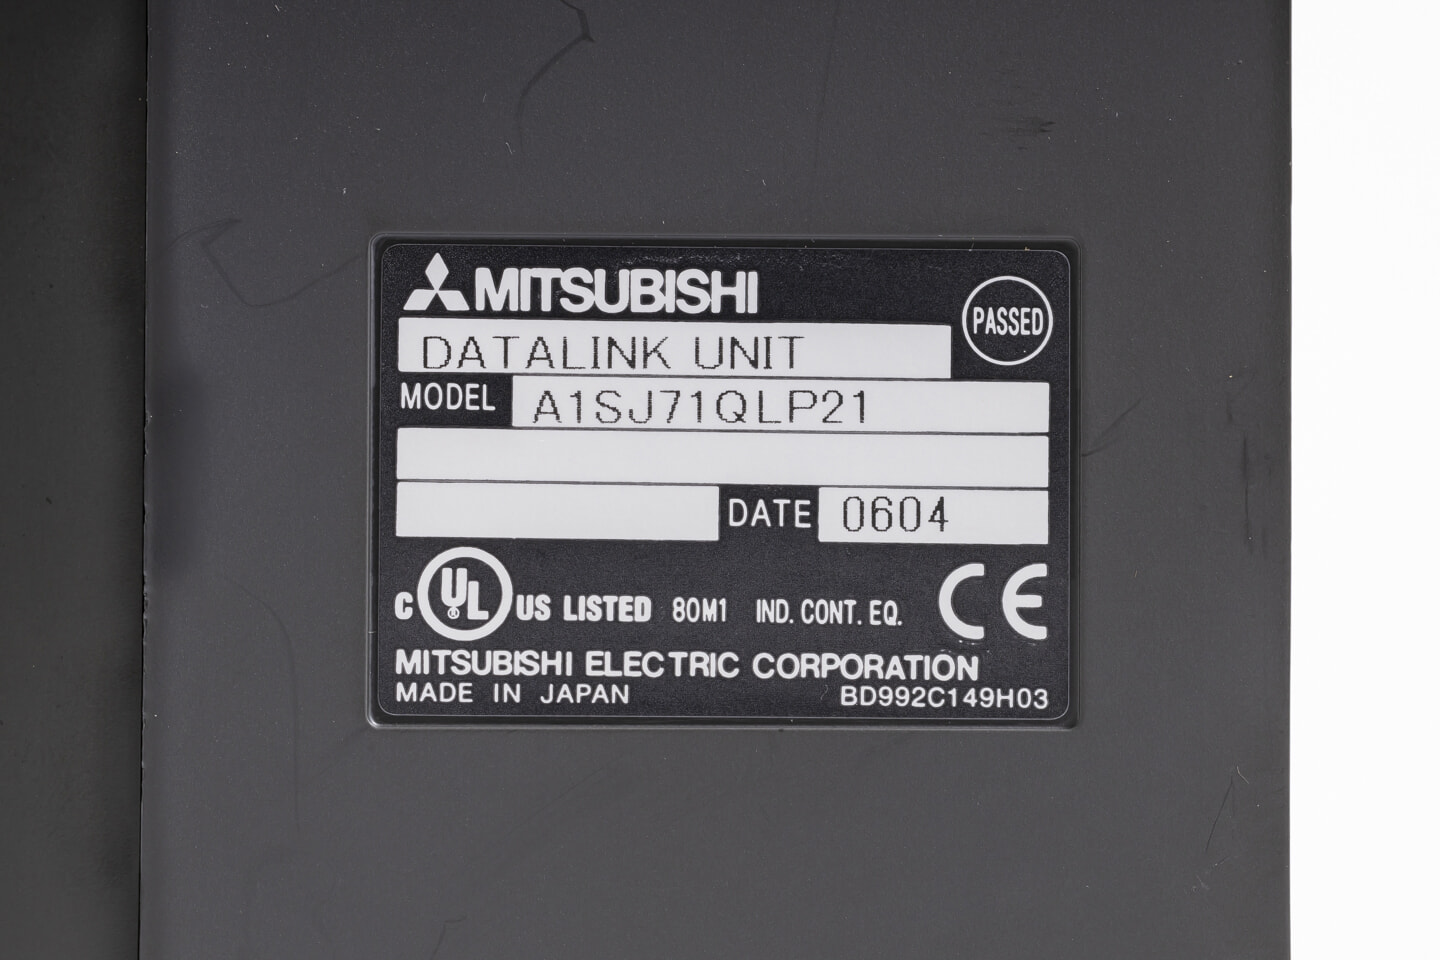 MITSUBISHI
PASSED
DATALINK UNIT
MODEL A1SJ71QLP21
DATE 0604
C UL US LISTED 80M1 IND. CONT. EQ. CE
MITSUBISHI ELECTRIC CORPORATION
MADE IN JAPAN BD992C149H03